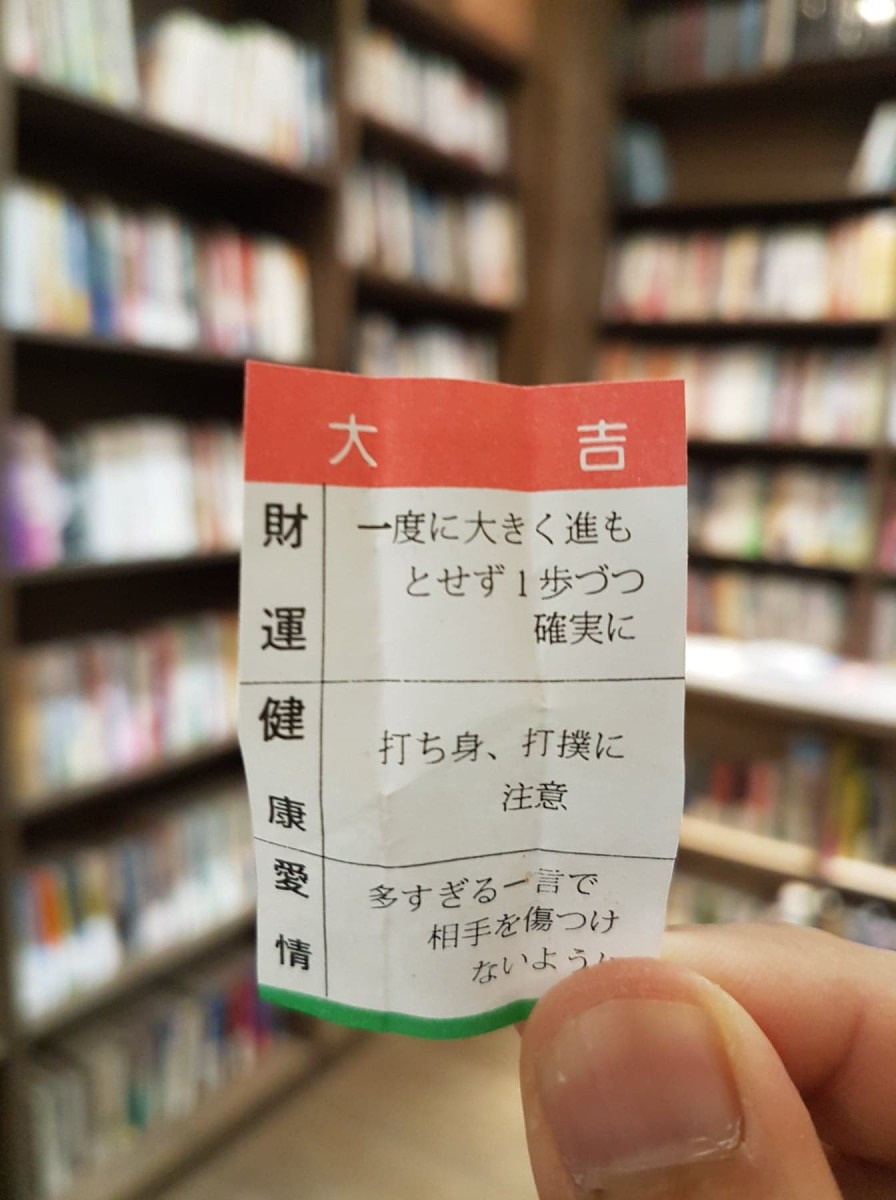 大吉
財運
一度に大きく進も
とせず1歩づつ
確実に
健康
打ち身、打撲に
注意
愛情
多すぎる一言で
相手を傷つけ
ないよう